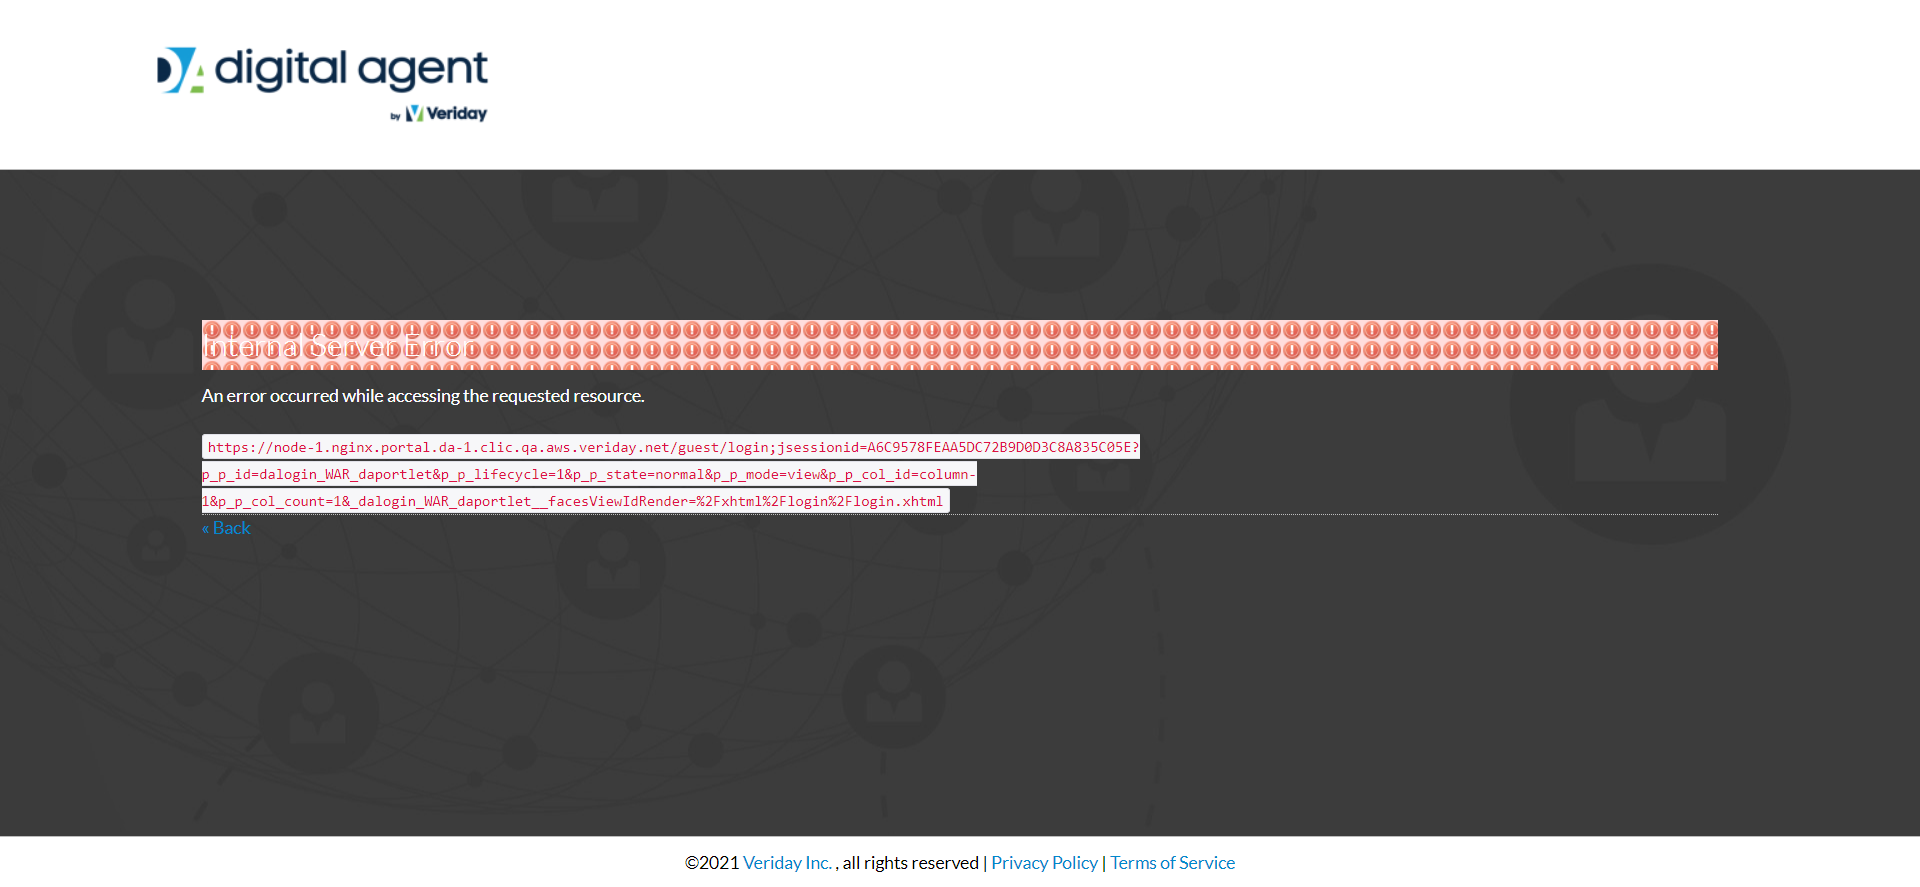 digital agent
by Veriday
Internal Server Error
An error occurred while accessing the requested resource.
https://node-1.nginx.portal.da-1.clic.qa.aws.veriday.net/guest/login;jsessionid=A6C9578FEAA5DC72B9D0D3C8A835C05E?
p_p_id=dalogin_WAR_daportlet&p_p_lifecycle=1&p_p_state=normal&p_p_mode=view&p_p_col_id=column-
1&p_p_col_count=1&_dalogin_WAR_daportlet__facesViewIdRender=%2Fxhtml%2Flogin%2Flogin.xhtml
« Back
©2021 Veriday Inc. , all rights reserved | Privacy Policy | Terms of Service